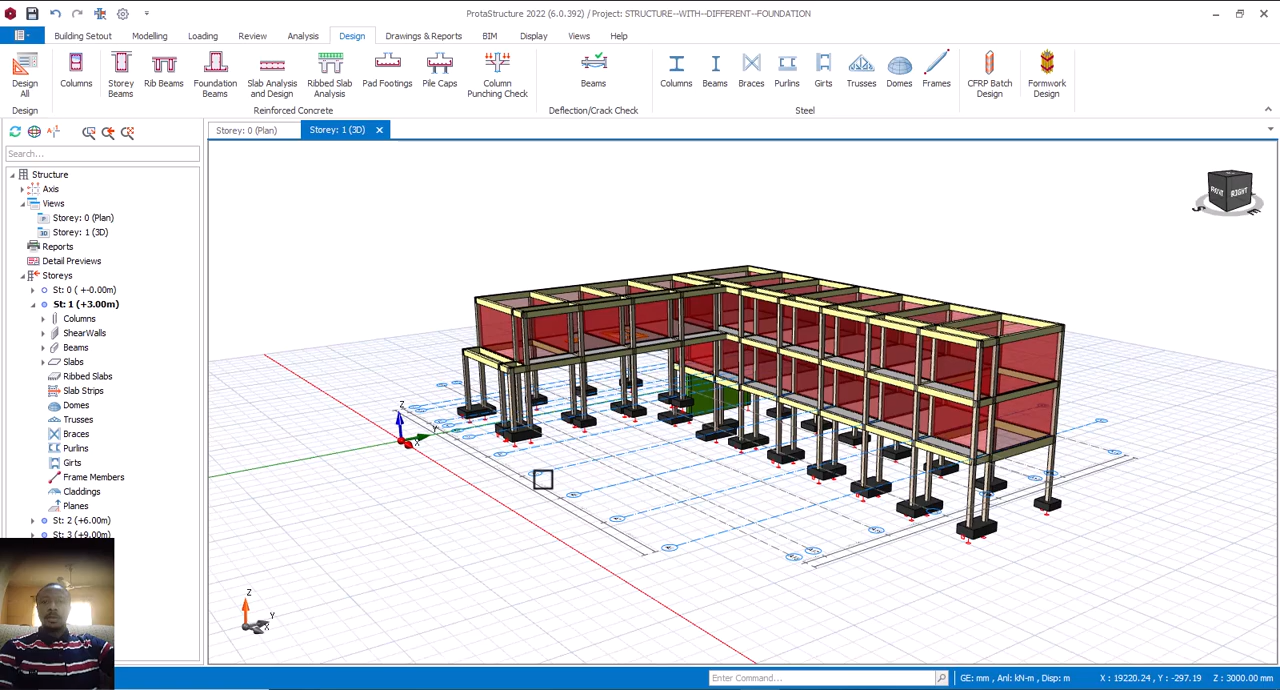 ProtaStructure 2022 (6.0.392) / Project: STRUCTURE--WITH--DIFFERENT--FOUNDATION
Building Setout Modelling Loading Review Analysis Design Drawings & Reports BIM Display Views Help
Design All
Columns
Storey Beams
Rib Beams
Foundation Beams
Slab Analysis and Design
Ribbed Slab Analysis
Pad Footings
Pile Caps
Column Punching Check
Beams
Columns
Beams
Braces
Purlins
Girts
Trusses
Domes
Frames
CFRP Batch Design
Formwork Design
Design
Reinforced Concrete
Deflection/Crack Check
Steel
Storey: 0 (Plan)
Storey: 1 (3D)
Search...
Structure
Axis
Views
Storey: 0 (Plan)
Storey: 1 (3D)
Reports
Detail Previews
Storeys
St: 0 ( +-0.00m)
St: 1 (+3.00m)
Columns
ShearWalls
Beams
Slabs
Ribbed Slabs
Slab Strips
Domes
Trusses
Braces
Purlins
Girts
Frame Members
Claddings
Planes
St: 2 (+6.00m)
St: 3 (+9.00m)
FRONT
RIGHT
S
E
Z
Y
X
Z
Y
X
Enter Command...
GE: mm , Anl: kN-m , Disp: m
X : 19220.24 , Y : -297.19
Z : 3000.00 mm